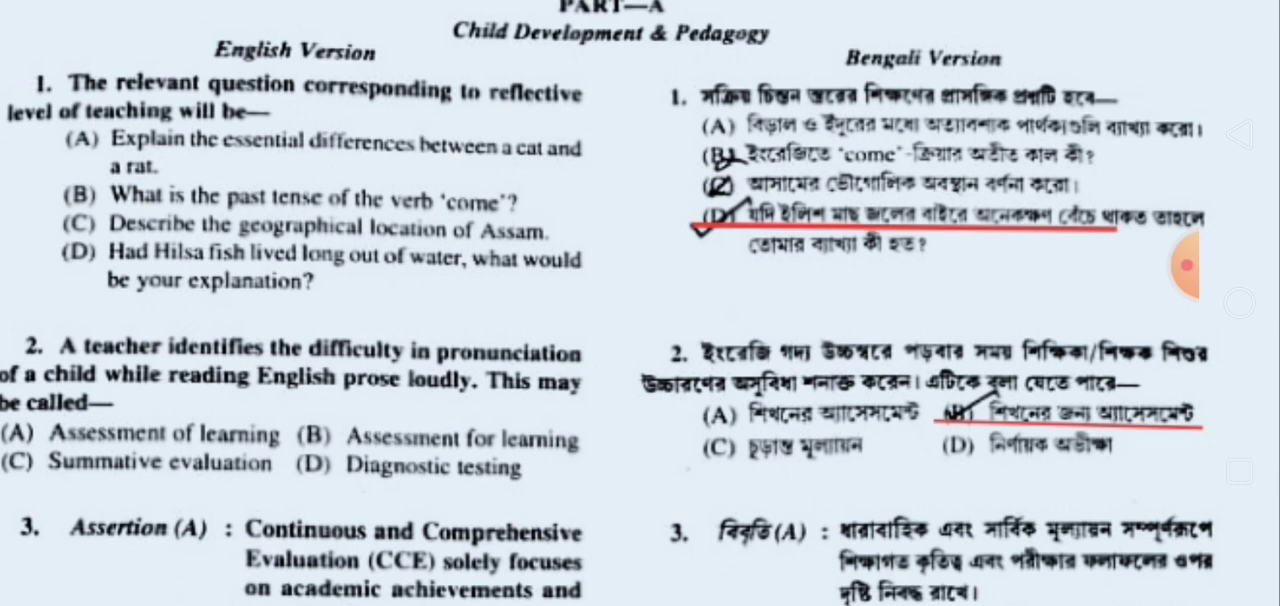 PART—A
Child Development & Pedagogy
English Version
1. The relevant question corresponding to reflective
level of teaching will be—
(A) Explain the essential differences between a cat and
a rat.
(B) What is the past tense of the verb ‘come’?
(C) Describe the geographical location of Assam.
(D) Had Hilsa fish lived long out of water, what would
be your explanation?
2. A teacher identifies the difficulty in pronunciation
of a child while reading English prose loudly. This may
be called—
(A) Assessment of learning (B) Assessment for learning
(C) Summative evaluation (D) Diagnostic testing
3. Assertion (A) : Continuous and Comprehensive
Evaluation (CCE) solely focuses
on academic achievements and
Bengali Version
1. সক্রিয় চিন্তন স্তরের শিক্ষণের প্রাসঙ্গিক প্রশ্নটি হবে—
(A) বিড়াল ও ইঁদুরের মধ্যে অত্যাবশ্যক পার্থক্যগুলি ব্যাখ্যা করো।
(B) ইংরেজিতে ‘come’-ক্রিয়ার অতীত কাল কী?
(C) আসামের ভৌগোলিক অবস্থান বর্ণনা করো।
(D) যদি ইলিশ মাছ জলের বাইরে অনেকক্ষণ বেঁচে থাকত তাহলে
তোমার ব্যাখ্যা কী হত?
2. ইংরেজি গদ্য উচ্চস্বরে পড়বার সময় শিক্ষিকা/শিক্ষক শিশুর
উচ্চারণের অসুবিধা শনাক্ত করেন। এটিকে বলা যেতে পারে—
(A) শিখনের অ্যাসেসমেন্ট (B) শিখনের জন্য অ্যাসেসমেন্ট
(C) চূড়ান্ত মূল্যায়ন (D) নির্ণায়ক অভীক্ষা
3. বিবৃতি (A) : ধারাবাহিক এবং সার্বিক মূল্যায়ন সম্পূর্ণরূপে
শিক্ষাগত কৃতিত্ব এবং পরীক্ষার ফলাফলের ওপর
দৃষ্টি নিবদ্ধ রাখে।